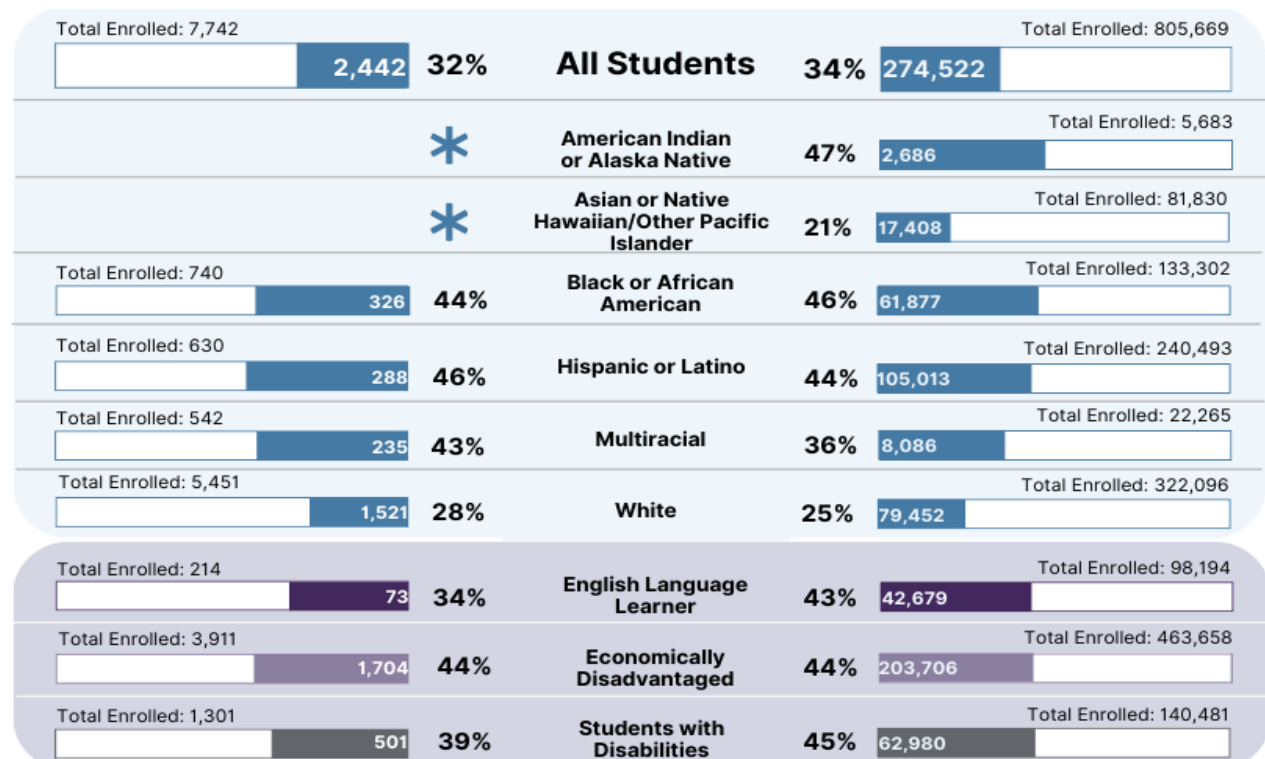 Total Enrolled: 7,742
Total Enrolled: 805,669
2,442 32% All Students 34% 274,522
Total Enrolled: 5,683
* American Indian
or Alaska Native 47% 2,686
Total Enrolled: 81,830
* Asian or Native
Hawaiian/Other Pacific
Islander 21% 17,408
Total Enrolled: 740
Total Enrolled: 133,302
326 44% Black or African
American 46% 61,877
Total Enrolled: 630
Total Enrolled: 240,493
288 46% Hispanic or Latino 44% 105,013
Total Enrolled: 542
Total Enrolled: 22,265
235 43% Multiracial 36% 8,086
Total Enrolled: 5,451
Total Enrolled: 322,096
1,521 28% White 25% 79,452
Total Enrolled: 214
Total Enrolled: 98,194
73 34% English Language
Learner 43% 42,679
Total Enrolled: 3,911
Total Enrolled: 463,658
1,704 44% Economically
Disadvantaged 44% 203,706
Total Enrolled: 1,301
Total Enrolled: 140,481
501 39% Students with
Disabilities 45% 62,980